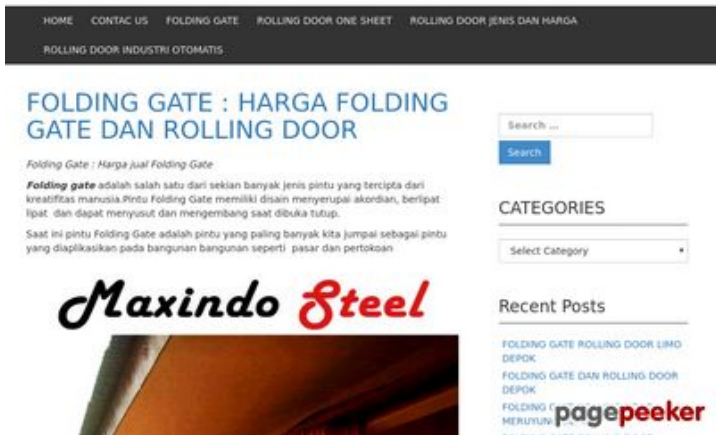 HOME CONTAC US FOLDING GATE ROLLING DOOR ONE SHEET ROLLING DOOR JENIS DAN HARGA
ROLLING DOOR INDUSTRI OTOMATIS
FOLDING GATE : HARGA FOLDING
GATE DAN ROLLING DOOR
Folding Gate : Harga jual Folding Gate
Folding gate adalah salah satu dari sekian banyak jenis pintu yang tercipta dari
kreatifitas manusia.Pintu Folding Gate memiliki disain menyerupai akordian, berlipat
lipat dan dapat menyusut dan mengembang saat dibuka tutup.
Saat ini pintu Folding Gate adalah pintu yang paling banyak kita jumpai sebagai pintu
yang diaplikasikan pada bangunan bangunan seperti pasar dan pertokoan
Maxindo Steel
Search ...
Search
CATEGORIES
Select Category
Recent Posts
FOLDING GATE ROLLING DOOR LIMO
DEPOK
FOLDING GATE DAN ROLLING DOOR
DEPOK
FOLDING
pagepeeker